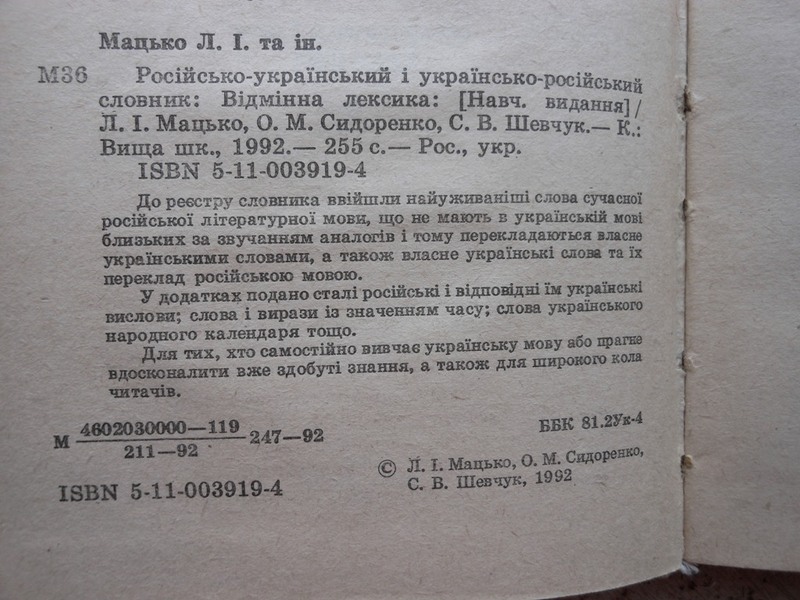 Мацько Л. І. та ін.
М36 Російсько-український і українсько-російський
словник: Відмінна лексика: [Навч. видання] /
Л. І. Мацько, О. М. Сидоренко, С. В. Шевчук.— К.:
Вища шк., 1992.— 255 с.— Рос., укр.
ISBN 5-11-003919-4
До реєстру словника ввійшли найуживаніші слова сучасної
російської літературної мови, що не мають в українській мові
близьких за звучанням аналогів і тому перекладаються власне
українськими словами, а також власне українські слова та їх
переклад російською мовою.
У додатках подано сталі російські і відповідні їм українські
вислови; слова і вирази із значенням часу; слова українського
народного календаря тощо.
Для тих, хто самостійно вивчає українську мову або прагне
вдосконалити вже здобуті знання, а також для широкого кола
читачів.
М 4602030000—119 247—92
211—92
ББК 81.2Ук-4
ISBN 5-11-003919-4
© Л. І. Мацько, О. М. Сидоренко,
С. В. Шевчук, 1992